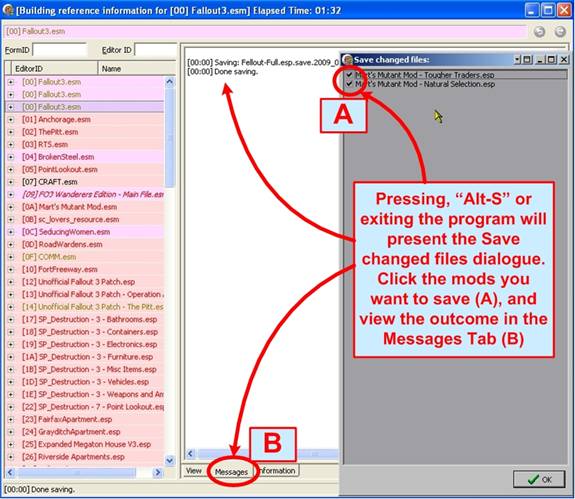 [Building reference information for [00] Fallout3.esm] Elapsed Time: 01:32
[00] Fallout3.esm
FormID
Editor ID
EditorID
Name
[00] Fallout3.esm
[00] Fallout3.esm
[00] Fallout3.esm
[01] Anchorage.esm
[02] ThePitt.esm
[03] RTS.esm
[04] BrokenSteel.esm
[05] PointLookout.esm
[07] CRAFT.esm
[09] FO3 Wanderers Edition - Main File.es
[0A] Mart's Mutant Mod.esm
[0B] sc_lovers_resource.esm
[0C] SeducingWomen.esm
[0D] RoadWardens.esm
[0F] COMM.esm
[10] FortFreeway.esm
[12] Unofficial Fallout 3 Patch.esp
[13] Unofficial Fallout 3 Patch - Operation
[14] Unofficial Fallout 3 Patch - The Pitt.es
[17] SP_Destruction - 3 - Bathrooms.esp
[18] SP_Destruction - 3 - Containers.esp
[19] SP_Destruction - 3 - Electronics.esp
[1A] SP_Destruction - 3 - Furniture.esp
[1B] SP_Destruction - 3 - Misc Items.esp
[1D] SP_Destruction - 3 - Vehicles.esp
[1E] SP_Destruction - 3 - Weapons and
[22] SP_Destruction - 7 - Point Lookout.esp
[23] FairfaxApartment.esp
[24] GrayditchApartment.esp
[25] Expanded Megaton House V3.esp
[26] Riverside Apartments.esp
[00:00] Saving: Fellout-Full.esp.save.2009_0
[00:00] Done saving.
Save changed files:
Mart's Mutant Mod - Tougher Traders.esp
Mart's Mutant Mod - Natural Selection.esp
A
Pressing, “Alt-S” or
exiting the program will
present the Save
changed files dialogue.
Click the mods you
want to save (A), and
view the outcome in the
Messages Tab (B)
B
View
Messages
Information
OK
[00:00] Done saving.